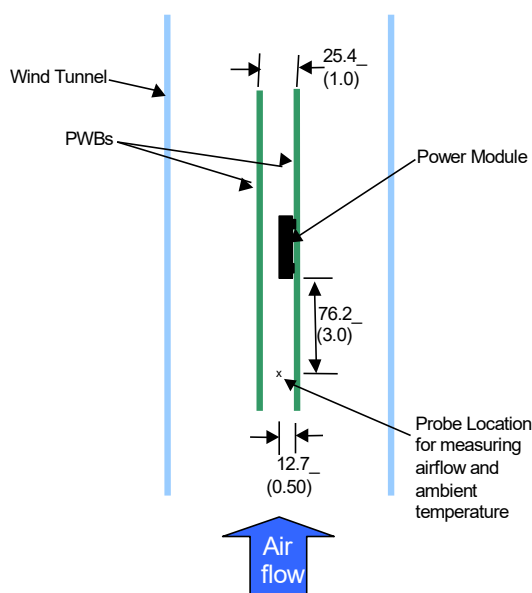 25.4_
(1.0)
Wind Tunnel
PWBs
Power Module
76.2_
(3.0)
x
Probe Location
for measuring
airflow and
ambient
temperature
12.7_
(0.50)
Air
flow